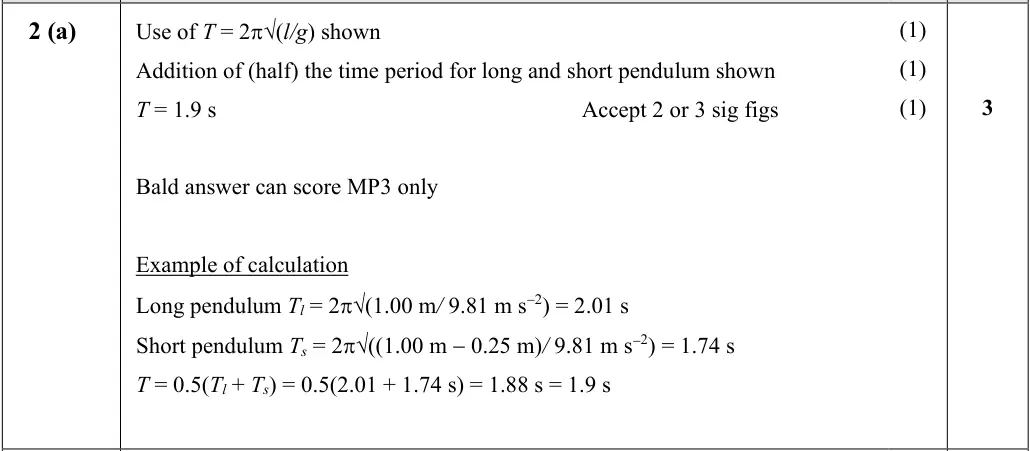 2 (a)
Use of T = 2π√(l/g) shown (1)
Addition of (half) the time period for long and short pendulum shown (1)
T = 1.9 s Accept 2 or 3 sig figs (1) 3
Bald answer can score MP3 only
Example of calculation
Long pendulum Tₗ = 2π√(1.00 m/ 9.81 m s⁻²) = 2.01 s
Short pendulum Tₛ = 2π√((1.00 m − 0.25 m)/ 9.81 m s⁻²) = 1.74 s
T = 0.5(Tₗ + Tₛ) = 0.5(2.01 + 1.74 s) = 1.88 s = 1.9 s